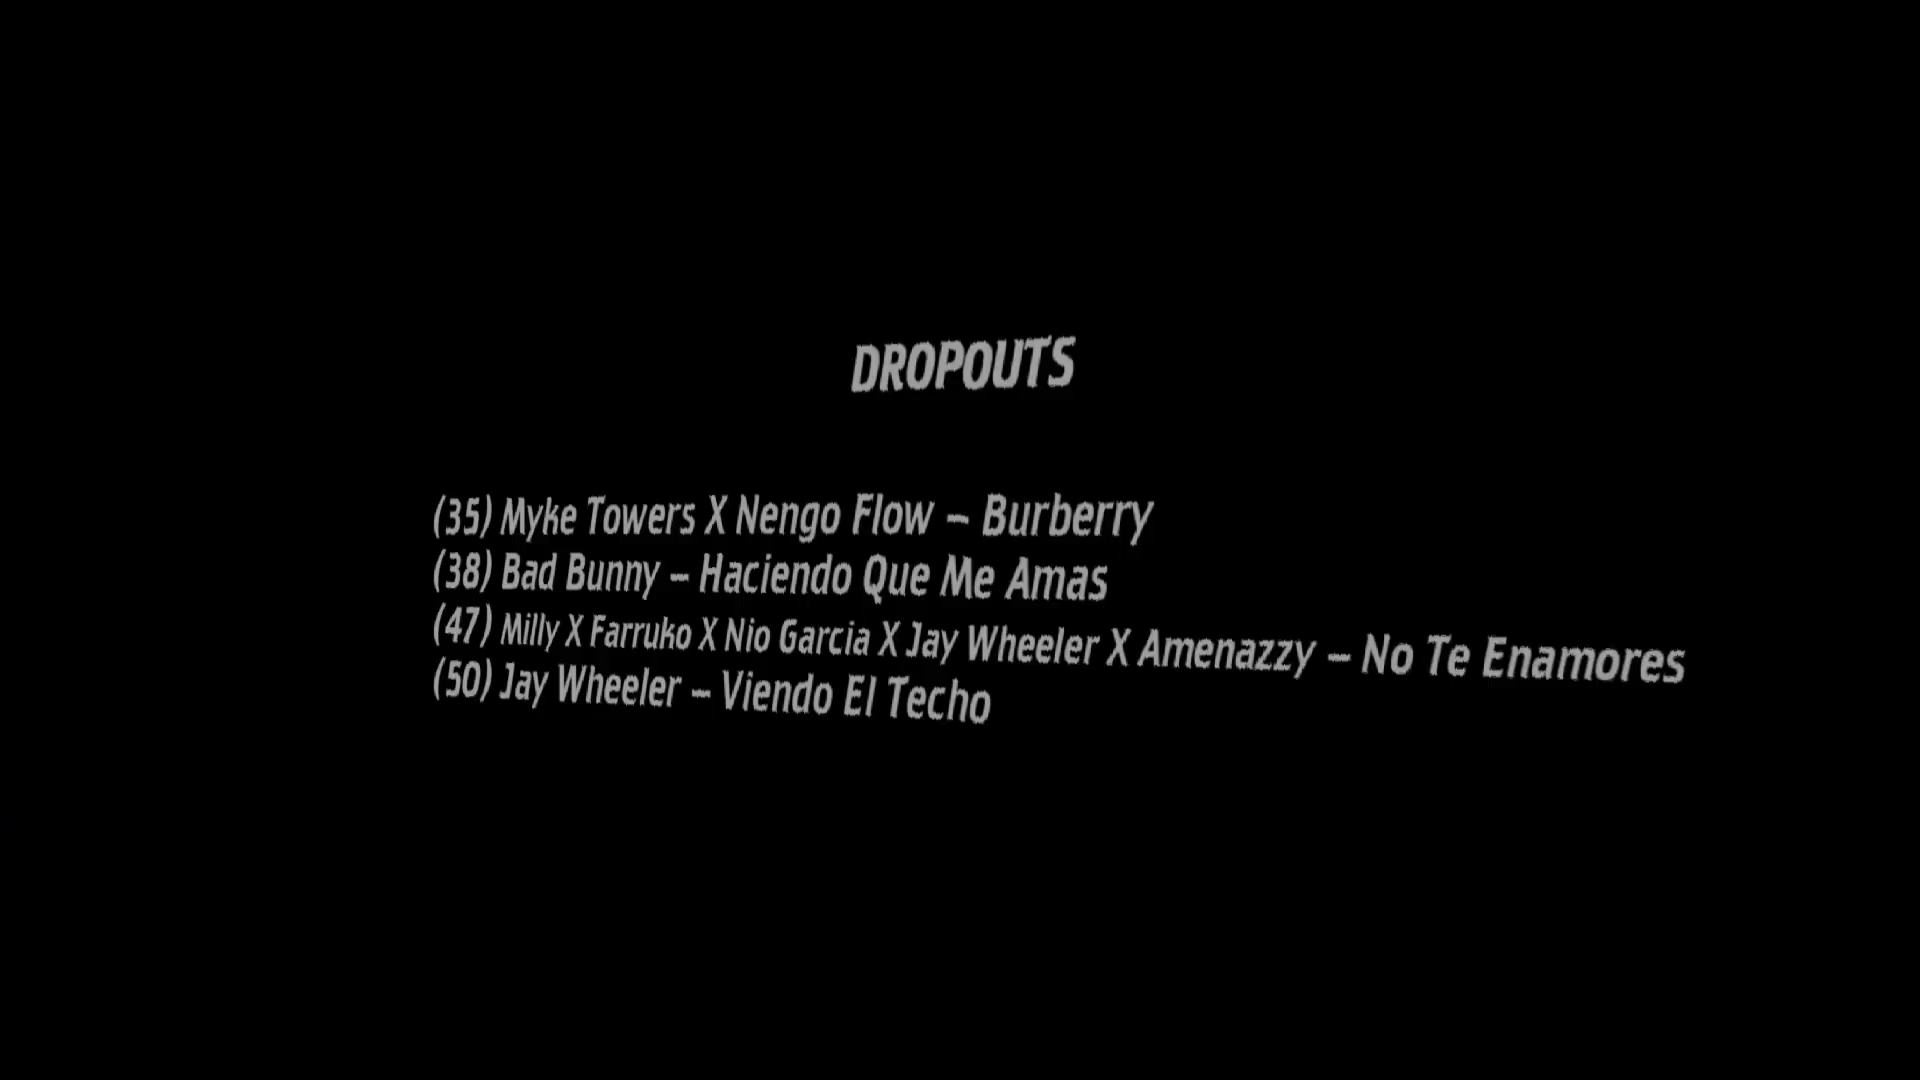 DROPOUTS
(35) Myke Towers X Nengo Flow – Burberry
(38) Bad Bunny – Haciendo Que Me Amas
(47) Milly X Farruko X Nio Garcia X Jay Wheeler X Amenazzy – No Te Enamores
(50) Jay Wheeler – Viendo El Techo